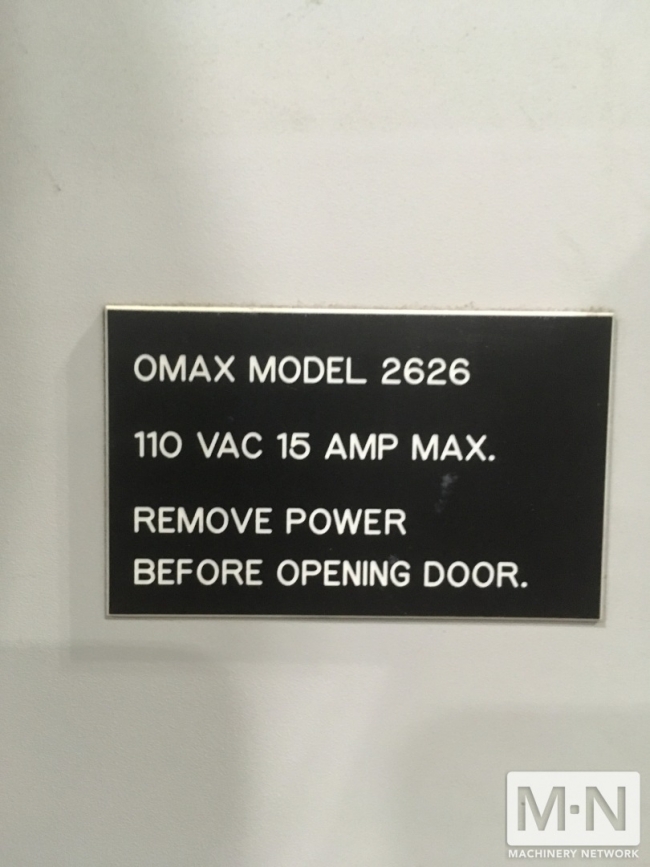 OMAX MODEL 2626
110 VAC 15 AMP MAX.
REMOVE POWER
BEFORE OPENING DOOR.
M·N
MACHINERY NETWORK